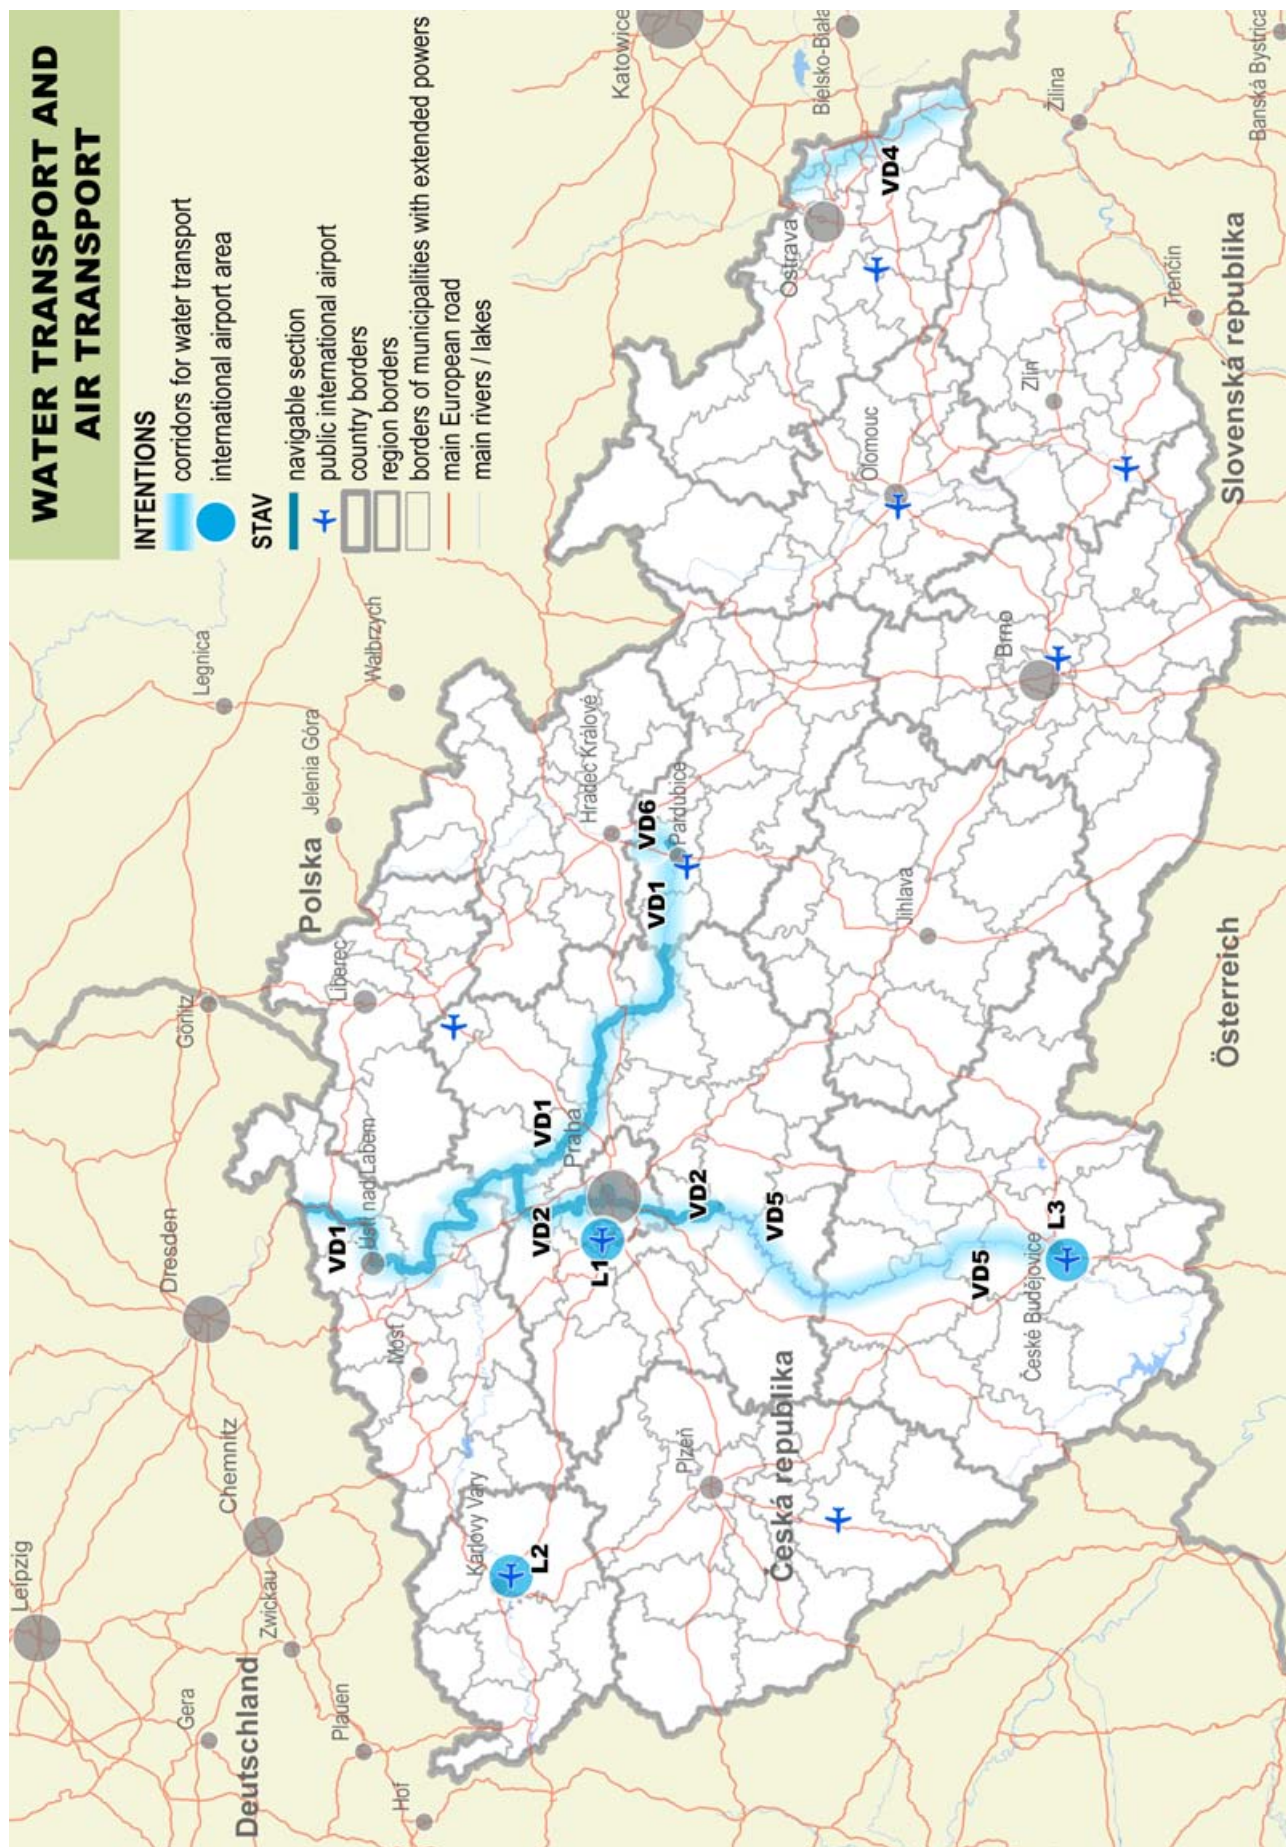 WATER TRANSPORT AND
AIR TRANSPORT
INTENTIONS
corridors for water transport
international airport area
STAV
navigable section
public international airport
country borders
region borders
borders of municipalities with extended powers
main European road
main rivers / lakes
Leipzig
Gera
Deutschland
Zwickau
Chemnitz
Plauen
Hof
Dresden
Görlitz
Legnica
Jelenia Góra
Wałbrzych
Polska
Katowice
Bielsko-Biała
Žilina
Banská Bystrica
Trenčín
Slovenská republika
Österreich
Liberec
Ústí nad Labem
VD1
Most
Karlovy Vary
L2
VD1
Praha
VD2
L1
VD2
VD5
Plzeň
Česká republika
VD5
České Budějovice
L3
Hradec Králové
VD6
Pardubice
VD1
Jihlava
Brno
Olomouc
Zlín
Ostrava
VD4